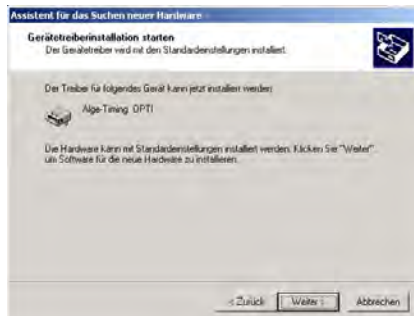 Assistent für das Suchen neuer Hardware
Gerätetreiberinstallation starten
Der Gerätetreiber wird mit den Standardeinstellungen installiert.
Der Treiber für folgendes Gerät kann jetzt installiert werden:
Alge-Timing OPTI
Die Hardware kann mit Standardeinstellungen installiert werden. Klicken Sie "Weiter",
um Software für die neue Hardware zu installieren.
< Zurück Weiter > Abbrechen